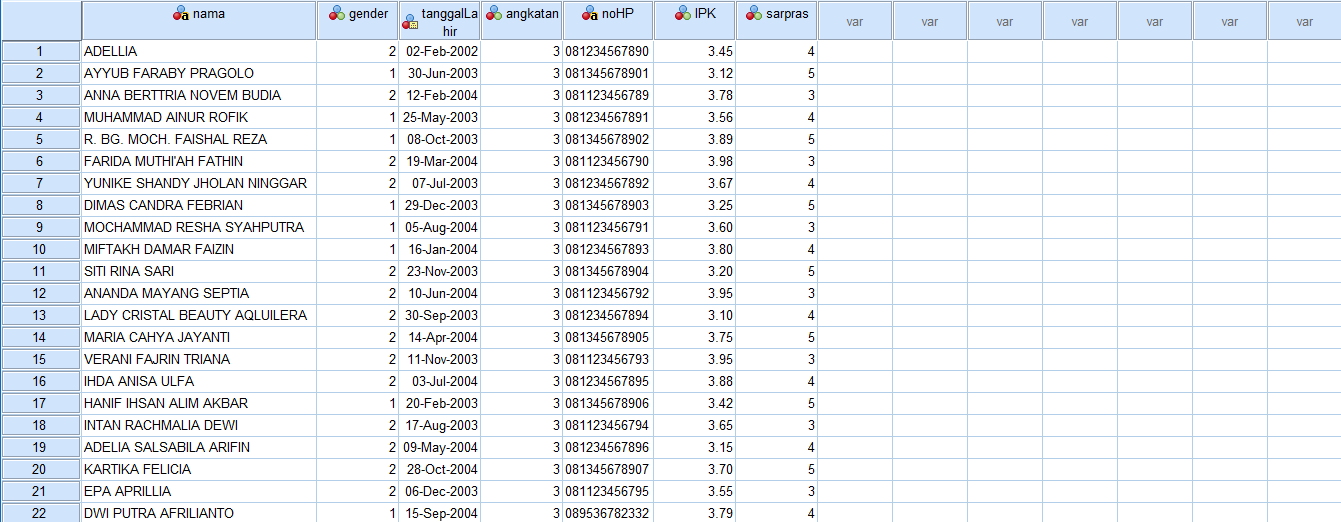 nama gender tanggalLahir angkatan noHP IPK sarpras var var var var var var var
1 ADELLIA 2 02-Feb-2002 3 081234567890 3.45 4
2 AYYUB FARABY PRAGOLO 1 30-Jun-2003 3 081345678901 3.12 5
3 ANNA BERTTRIA NOVEM BUDIA 2 12-Feb-2004 3 081123456789 3.78 3
4 MUHAMMAD AINUR ROFIK 1 25-May-2003 3 081234567891 3.56 4
5 R. BG. MOCH. FAISHAL REZA 1 08-Oct-2003 3 081345678902 3.89 5
6 FARIDA MUTHI'AH FATHIN 2 19-Mar-2004 3 081123456790 3.98 3
7 YUNIKE SHANDY JHOLAN NINGGAR 2 07-Jul-2003 3 081234567892 3.67 4
8 DIMAS CANDRA FEBRIAN 1 29-Dec-2003 3 081345678903 3.25 5
9 MOCHAMMAD RESHA SYAHPUTRA 1 05-Aug-2004 3 081123456791 3.60 3
10 MIFTAKH DAMAR FAIZIN 1 16-Jan-2004 3 081234567893 3.80 4
11 SITI RINA SARI 2 23-Nov-2003 3 081345678904 3.20 5
12 ANANDA MAYANG SEPTIA 2 10-Jun-2004 3 081123456792 3.95 3
13 LADY CRISTAL BEAUTY AQLUILERA 2 30-Sep-2003 3 081234567894 3.10 4
14 MARIA CAHYA JAYANTI 2 14-Apr-2004 3 081345678905 3.75 5
15 VERANI FAJRIN TRIANA 2 11-Nov-2003 3 081123456793 3.95 3
16 IHDA ANISA ULFA 2 03-Jul-2004 3 081234567895 3.88 4
17 HANIF IHSAN ALIM AKBAR 1 20-Feb-2003 3 081345678906 3.42 5
18 INTAN RACHMALIA DEWI 2 17-Aug-2003 3 081123456794 3.65 3
19 ADELIA SALSABILA ARIFIN 2 09-May-2004 3 081234567896 3.15 4
20 KARTIKA FELICIA 2 28-Oct-2004 3 081345678907 3.70 5
21 EPA APRILLIA 2 06-Dec-2003 3 081123456795 3.55 3
22 DWI PUTRA AFRILIANTO 1 15-Sep-2004 3 089536782332 3.79 4